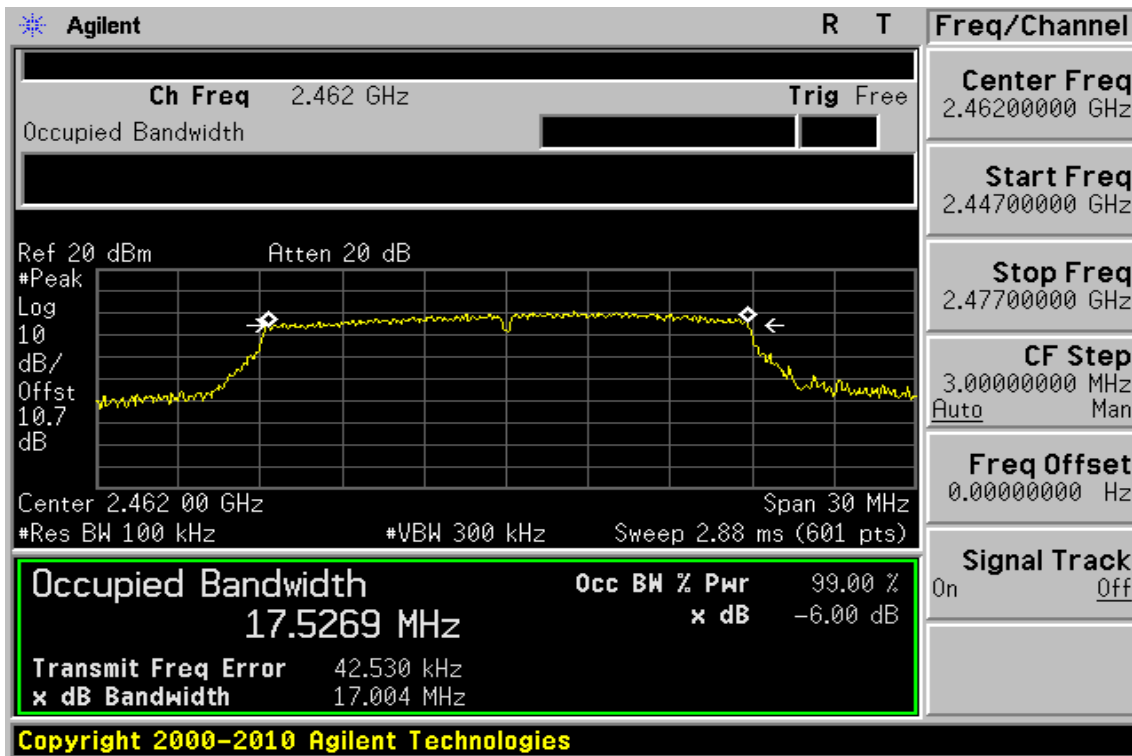 Agilent R T
Ch Freq 2.462 GHz Trig Free
Occupied Bandwidth
Ref 20 dBm Atten 20 dB
#Peak
Log
10
dB/
Offst
10.7
dB
Center 2.462 00 GHz Span 30 MHz
#Res BW 100 kHz #VBW 300 kHz Sweep 2.88 ms (601 pts)
Occupied Bandwidth
17.5269 MHz
Occ BW % Pwr 99.00 %
x dB -6.00 dB
Transmit Freq Error 42.530 kHz
x dB Bandwidth 17.004 MHz
Copyright 2000-2010 Agilent Technologies
Freq/Channel
Center Freq
2.46200000 GHz
Start Freq
2.44700000 GHz
Stop Freq
2.47700000 GHz
CF Step
3.00000000 MHz
Auto Man
Freq Offset
0.00000000 Hz
Signal Track
On Off